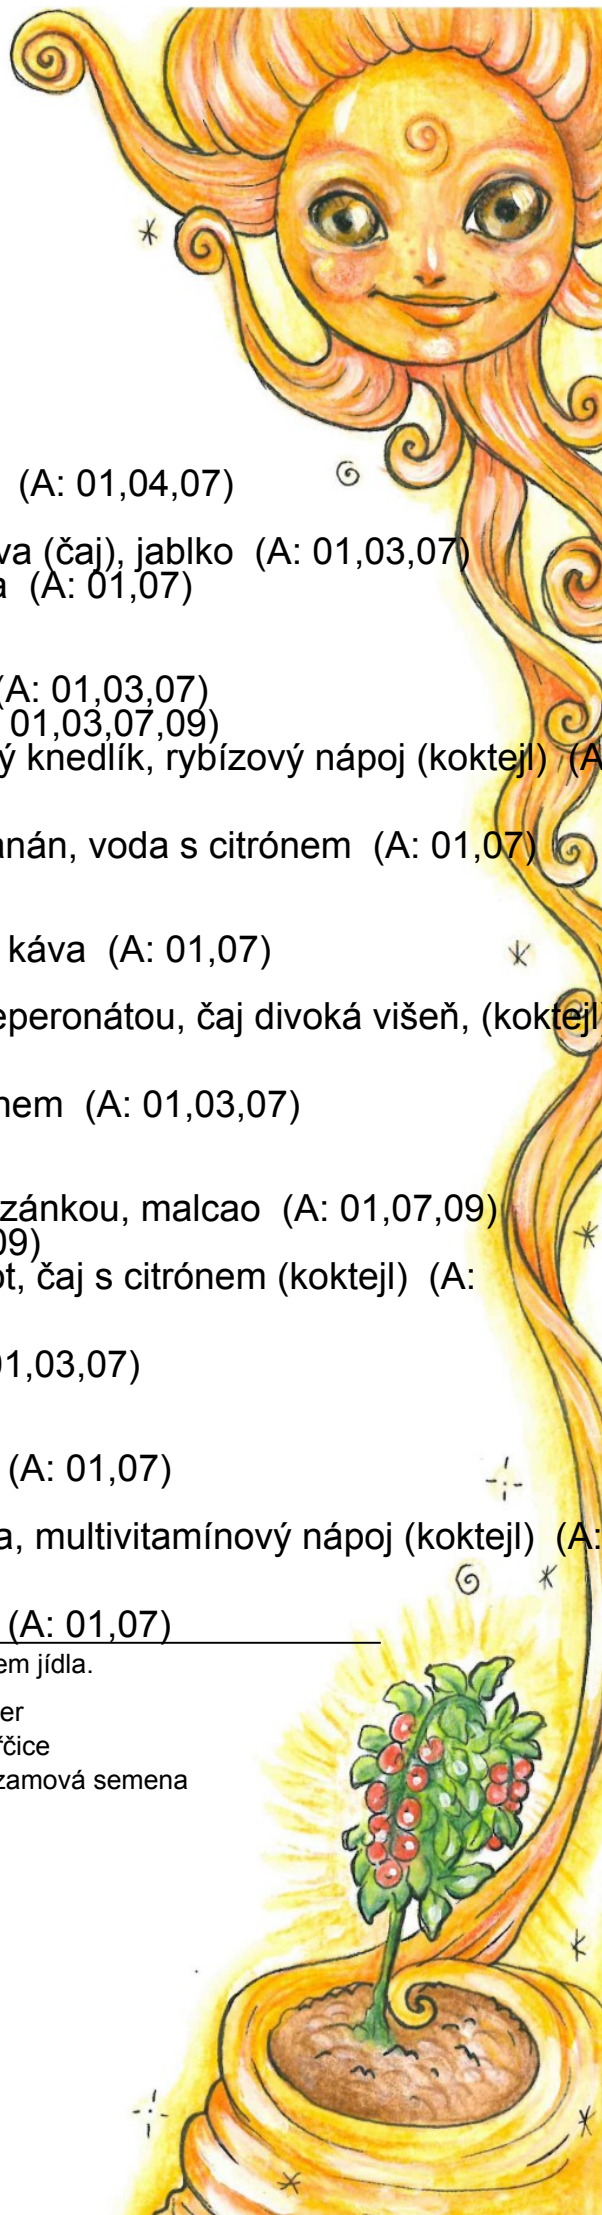 (A: 01,04,07)
va (čaj), jablko (A: 01,03,07)
(A: 01,07)
(A: 01,03,07)
01,03,07,09)
ý knedlík, rybízový nápoj (koktejl) (A
anán, voda s citrónem (A: 01,07)
káva (A: 01,07)
eperonátou, čaj divoká višeň, (koktejl)
nem (A: 01,03,07)
zánkou, malcao (A: 01,07,09)
09)
ot, čaj s citrónem (koktejl) (A:
01,03,07)
(A: 01,07)
a, multivitamínový nápoj (koktejl) (A:
(A: 01,07)
em jídla.
er
řčice
zamová semena